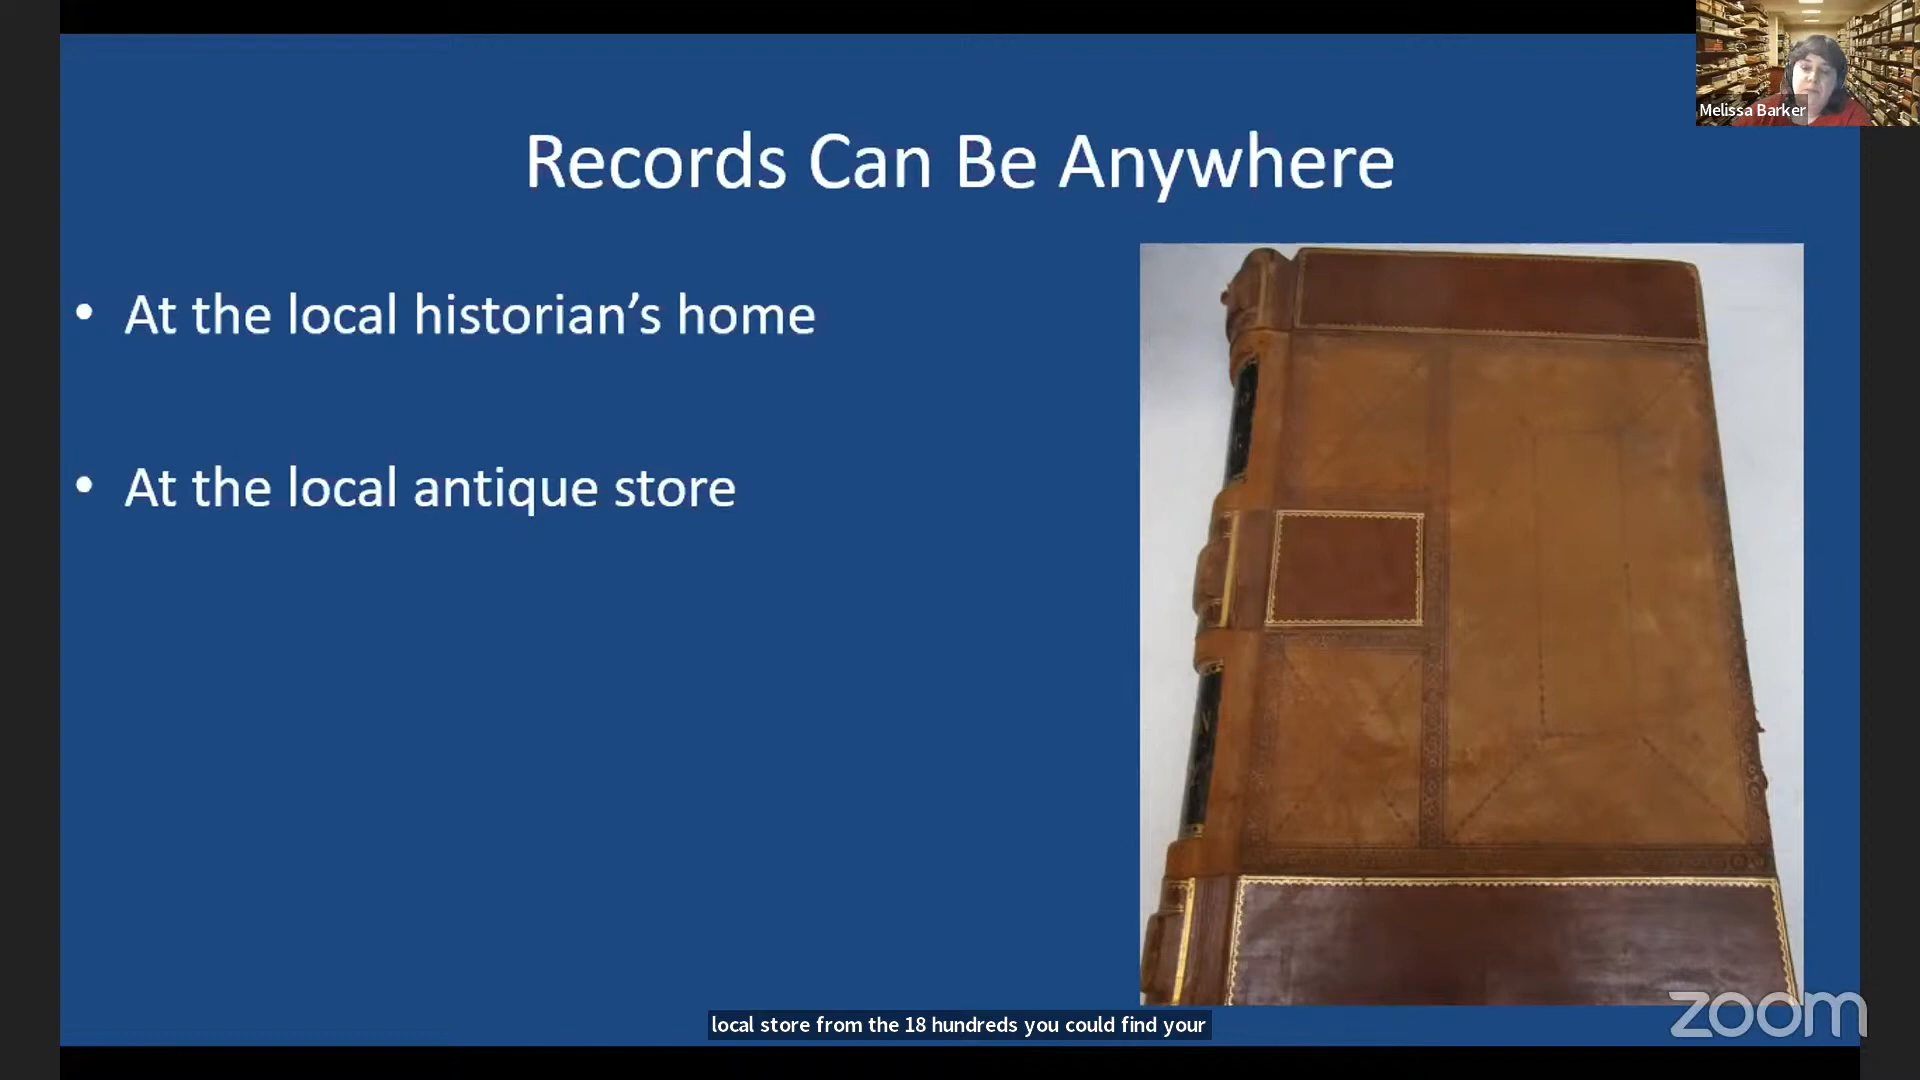 Melissa Barker
Records Can Be Anywhere
• At the local historian's home
• At the local antique store
local store from the 18 hundreds you could find your
zoom